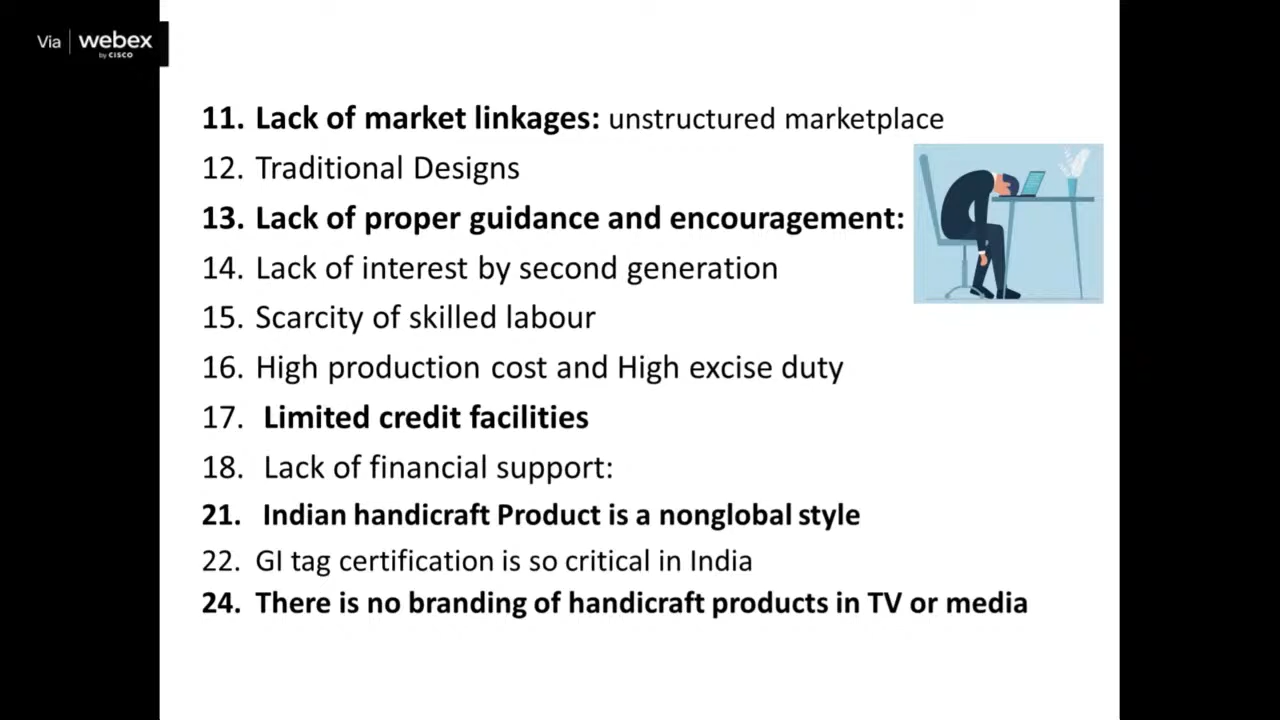 Via webex
by CISCO
11. Lack of market linkages: unstructured marketplace
12. Traditional Designs
13. Lack of proper guidance and encouragement:
14. Lack of interest by second generation
15. Scarcity of skilled labour
16. High production cost and High excise duty
17. Limited credit facilities
18. Lack of financial support:
21. Indian handicraft Product is a nonglobal style
22. GI tag certification is so critical in India
24. There is no branding of handicraft products in TV or media